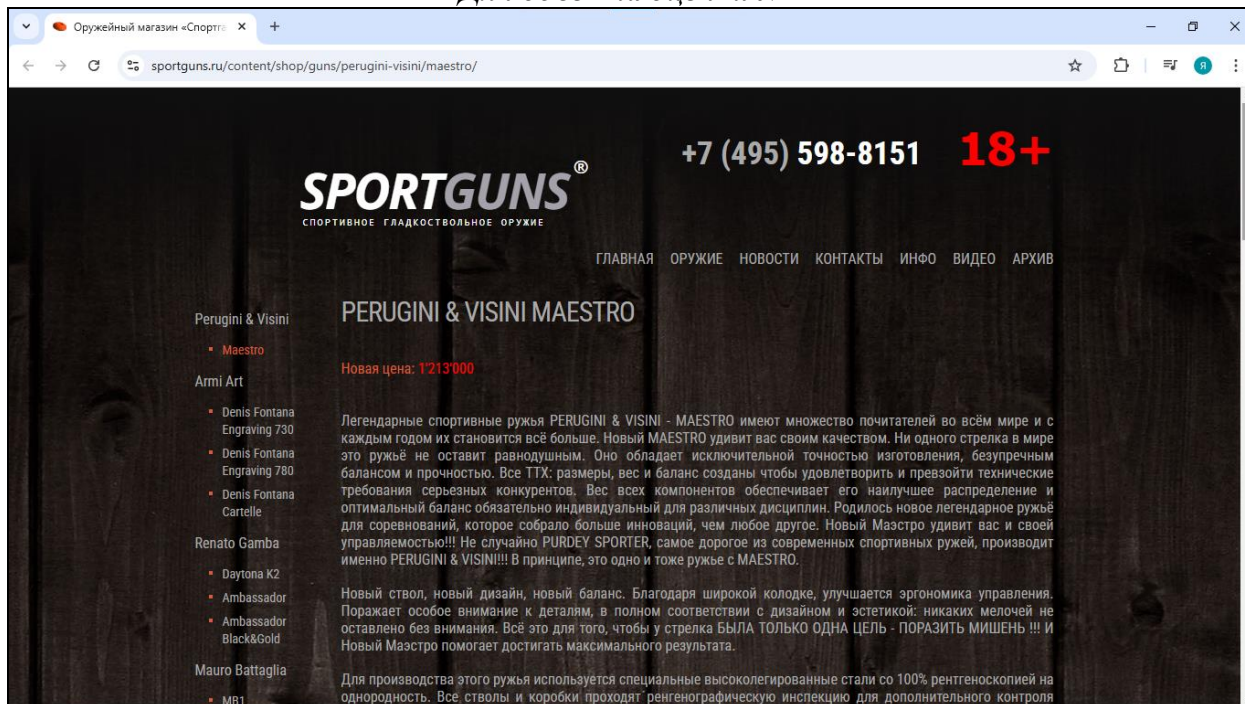 Оружейный магазин «Спортга
sportguns.ru/content/shop/guns/perugini-visini/maestro/
Я
+7 (495) 598-8151
18+
SPORTGUNS®
СПОРТИВНОЕ ГЛАДКОСТВОЛЬНОЕ ОРУЖИЕ
ГЛАВНАЯ ОРУЖИЕ НОВОСТИ КОНТАКТЫ ИНФО ВИДЕО АРХИВ
Perugini & Visini
Maestro
Armi Art
Denis Fontana
Engraving 730
Denis Fontana
Engraving 780
Denis Fontana
Cartelle
Renato Gamba
Daytona K2
Ambassador
Ambassador
Black&Gold
Mauro Battaglia
MB1
PERUGINI & VISINI MAESTRO
Новая цена: 1'213'000
Легендарные спортивные ружья PERUGINI & VISINI - MAESTRO имеют множество почитателей во всём мире и с
каждым годом их становится всё больше. Новый MAESTRO удивит вас своим качеством. Ни одного стрелка в мире
это ружьё не оставит равнодушным. Оно обладает исключительной точностью изготовления, безупречным
балансом и прочностью. Все ТТХ: размеры, вес и баланс созданы чтобы удовлетворить и превзойти технические
требования серьезных конкурентов. Вес всех компонентов обеспечивает его наилучшее распределение и
оптимальный баланс обязательно индивидуальный для различных дисциплин. Родилось новое легендарное ружьё
для соревнований, которое собрало больше инноваций, чем любое другое. Новый Маэстро удивит вас и своей
управляемостью!!! Не случайно PURDEY SPORTER, самое дорогое из современных спортивных ружей, производит
именно PERUGINI & VISINI!!! В принципе, это одно и тоже ружье с MAESTRO.
Новый ствол, новый дизайн, новый баланс. Благодаря широкой колодке, улучшается эргономика управления.
Поражает особое внимание к деталям, в полном соответствии с дизайном и эстетикой: никаких мелочей не
оставлено без внимания. Всё это для того, чтобы у стрелка БЫЛА ТОЛЬКО ОДНА ЦЕЛЬ - ПОРАЗИТЬ МИШЕНЬ !!! И
Новый Маэстро помогает достигать максимального результата.
Для производства этого ружья используется специальные высоколегированные стали со 100% рентгеноскопией на
однородность. Все стволы и коробки проходят ренгенографическую инспекцию для дополнительного контроля